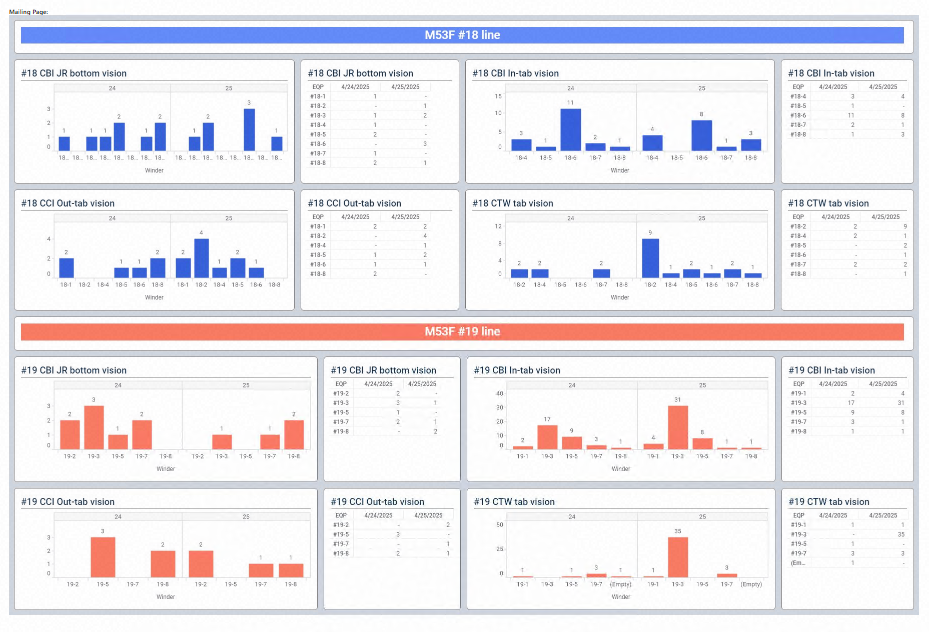 Mailing Page:
M53F #18 line
#18 CBI JR bottom vision
24 25
3
2
1
0
1 1 1 2 1 2 1 2 3 1
18... 18... 18... 18... 18... 18... 18... 18... 18... 18... 18... 18... 18... 18... 18... 18...
Winder
#18 CBI JR bottom vision
EQP 4/24/2025 4/25/2025
#18-1 1 -
#18-2 - 1
#18-3 1 2
#18-4 1 -
#18-5 2 -
#18-6 - 3
#18-7 1 -
#18-8 2 1
#18 CBI In-tab vision
24 25
15
10
5
0
3 1 11 2 1 4 8 1 3
18-4 18-5 18-6 18-7 18-8 18-4 18-5 18-6 18-7 18-8
Winder
#18 CBI In-tab vision
EQP 4/24/2025 4/25/2025
#18-4 3 4
#18-5 1 -
#18-6 11 8
#18-7 2 1
#18-8 1 3
#18 CCI Out-tab vision
24 25
4
2
0
2 1 1 2 2 4 1 2 1
18-1 18-2 18-4 18-5 18-6 18-8 18-1 18-2 18-4 18-5 18-6 18-8
Winder
#18 CCI Out-tab vision
EQP 4/24/2025 4/25/2025
#18-1 2 2
#18-2 - 4
#18-4 - 1
#18-5 1 2
#18-6 1 1
#18-8 2 -
#18 CTW tab vision
24 25
12
8
4
0
2 2 2 9 1 2 1 2 1
18-2 18-4 18-5 18-6 18-7 18-8 18-2 18-4 18-5 18-6 18-7 18-8
Winder
#18 CTW tab vision
EQP 4/24/2025 4/25/2025
#18-2 2 9
#18-4 2 1
#18-5 - 2
#18-6 - 1
#18-7 2 2
#18-8 - 1
M53F #19 line
#19 CBI JR bottom vision
24 25
3
2
1
0
2 3 1 2 1 1 2
19-2 19-3 19-5 19-7 19-8 19-2 19-3 19-5 19-7 19-8
Winder
#19 CBI JR bottom vision
EQP 4/24/2025 4/25/2025
#19-2 2 -
#19-3 3 1
#19-5 1 -
#19-7 2 1
#19-8 - 2
#19 CBI In-tab vision
24 25
40
30
20
10
0
2 17 9 3 1 4 31 8 1 1
19-1 19-3 19-5 19-7 19-8 19-1 19-3 19-5 19-7 19-8
Winder
#19 CBI In-tab vision
EQP 4/24/2025 4/25/2025
#19-1 2 4
#19-3 17 31
#19-5 9 8
#19-7 3 1
#19-8 1 1
#19 CCI Out-tab vision
24 25
3
2
1
0
3 2 2 1 1
19-2 19-5 19-7 19-8 19-2 19-5 19-7 19-8
Winder
#19 CCI Out-tab vision
EQP 4/24/2025 4/25/2025
#19-2 - 2
#19-5 3 -
#19-7 - 1
#19-8 2 1
#19 CTW tab vision
24 25
50
25
0
1 1 3 1 1 35 3
19-1 19-3 19-5 19-7 (Empty) 19-1 19-3 19-5 19-7 (Empty)
Winder
#19 CTW tab vision
EQP 4/24/2025 4/25/2025
#19-1 1 1
#19-3 - 35
#19-5 1 -
#19-7 3 3
(Em... 1 -